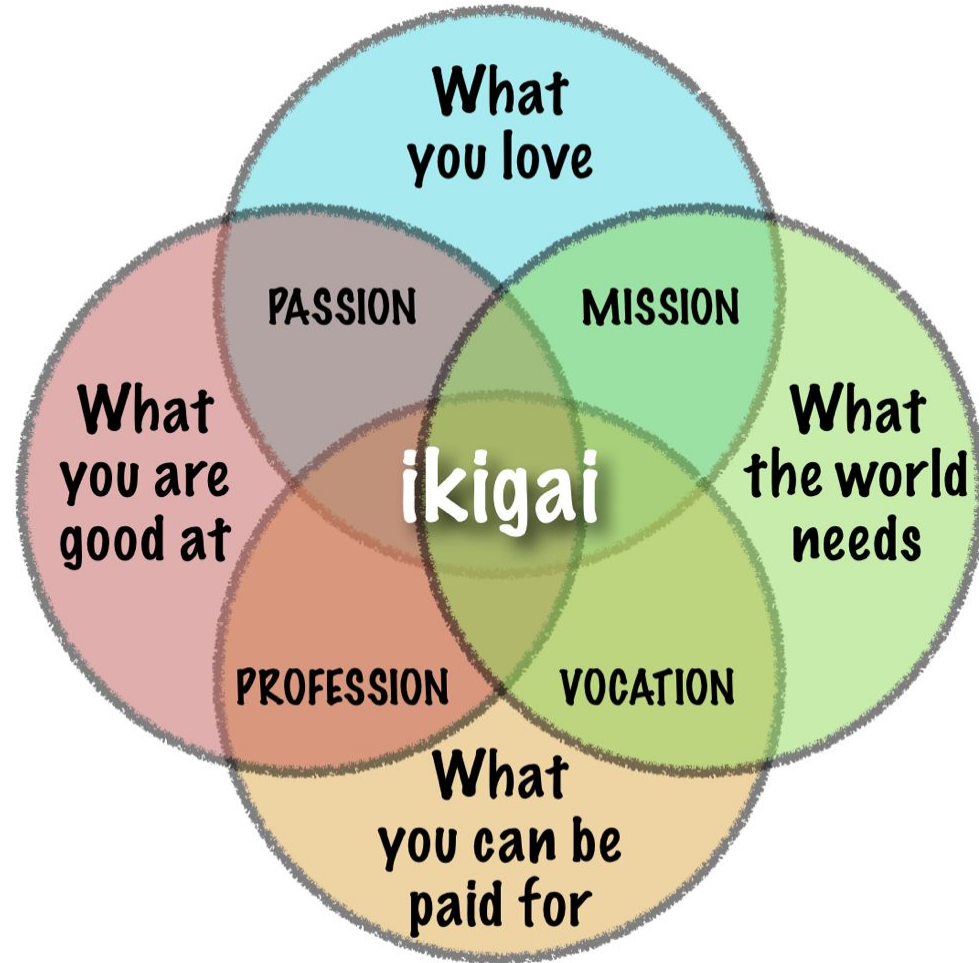 What
you love
PASSION
MISSION
What
you are
good at
ikigai
What
the world
needs
PROFESSION
VOCATION
What
you can be
paid for